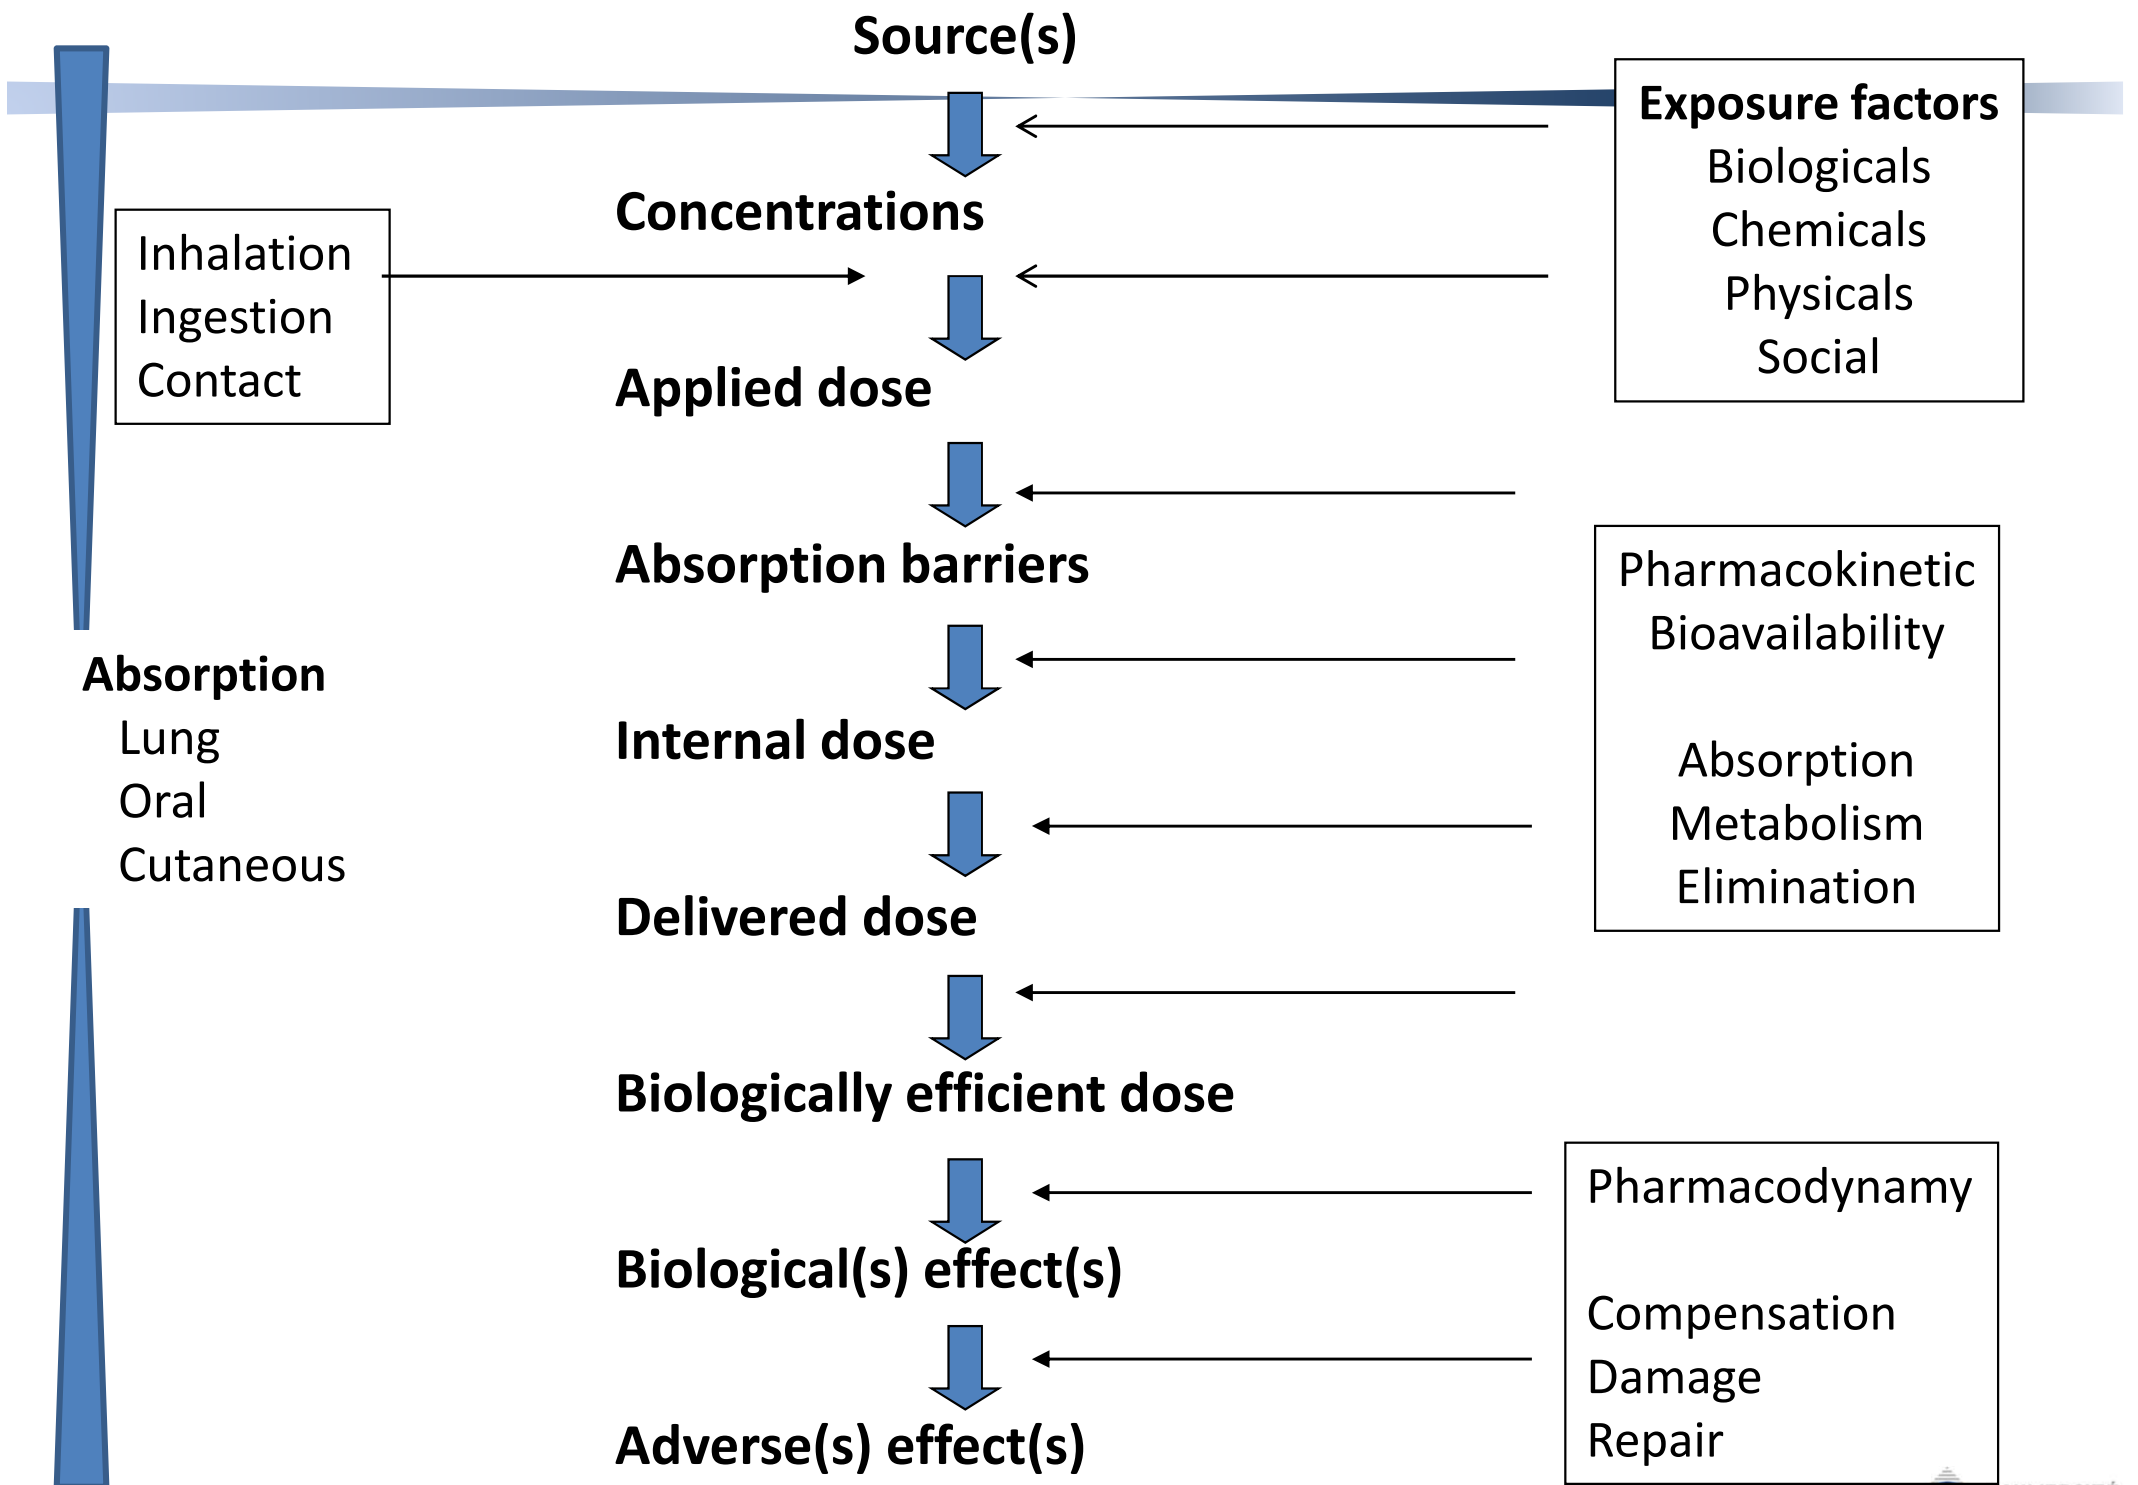 Source(s)
Exposure factors
Biologicals
Chemicals
Physicals
Social
Concentrations
Inhalation
Ingestion
Contact
Applied dose
Absorption barriers
Pharmacokinetic
Bioavailability
Absorption
Metabolism
Elimination
Absorption
Lung
Oral
Cutaneous
Internal dose
Delivered dose
Biologically efficient dose
Pharmacodynamy
Compensation
Damage
Repair
Biological(s) effect(s)
Adverse(s) effect(s)